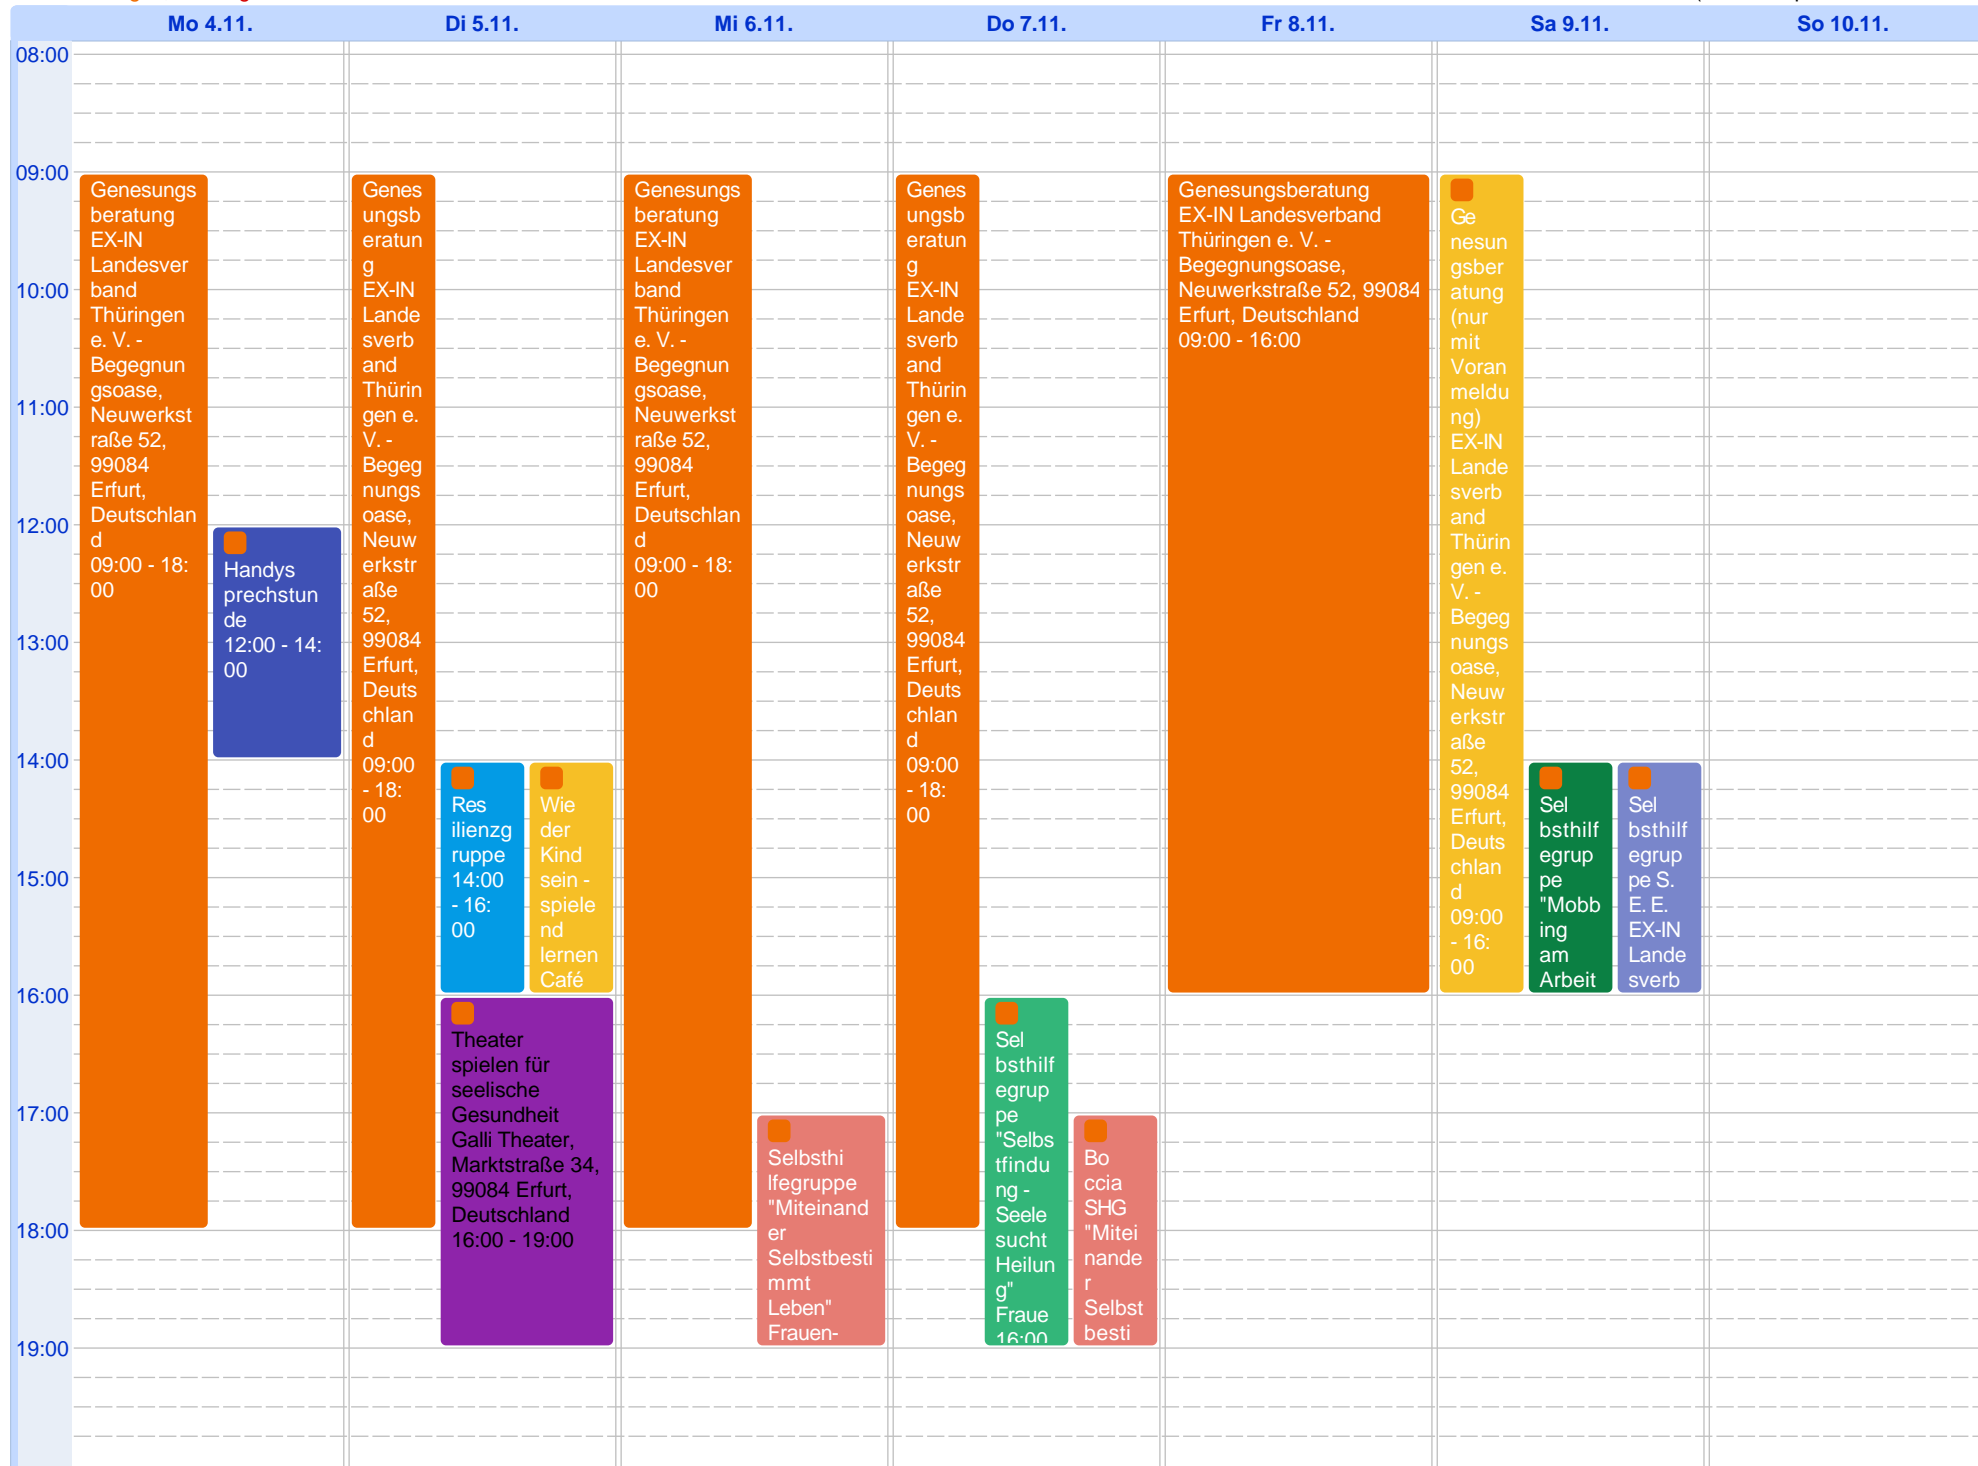 Mo 4.11.
Di 5.11.
Mi 6.11.
Do 7.11.
Fr 8.11.
Sa 9.11.
So 10.11.
08:00
09:00
10:00
11:00
12:00
13:00
14:00
15:00
16:00
17:00
18:00
19:00
Genesungs
beratung
EX-IN
Landesver
band
Thüringen
e. V. -
Begegnun
gsoase,
Neuwerkst
raße 52,
99084
Erfurt,
Deutschlan
d
09:00 - 18:
00
Handys
prechstun
de
12:00 - 14:
00
Genes
ungsb
eratun
g
EX-IN
Lande
sverb
and
Thürin
gen e.
V. -
Begeg
nungs
oase,
Neuw
erkstr
aße
52,
99084
Erfurt,
Deuts
chlan
d
09:00
- 18:
00
Res
ilienzg
ruppe
14:00
- 16:
00
Wie
der
Kind
sein -
spiele
nd
lernen
Café
Theater
spielen für
seelische
Gesundheit
Galli Theater,
Marktstraße 34,
99084 Erfurt,
Deutschland
16:00 - 19:00
Genesungs
beratung
EX-IN
Landesver
band
Thüringen
e. V. -
Begegnun
gsoase,
Neuwerkst
raße 52,
99084
Erfurt,
Deutschlan
d
09:00 - 18:
00
Selbsthi
lfegruppe
"Miteinand
er
Selbstbesti
mmt
Leben"
Frauen-
Genes
ungsb
eratun
g
EX-IN
Lande
sverb
and
Thürin
gen e.
V. -
Begeg
nungs
oase,
Neuw
erkstr
aße
52,
99084
Erfurt,
Deuts
chlan
d
09:00
- 18:
00
Sel
bsthilf
egrup
pe
"Selbs
tfindu
ng -
Seele
sucht
Heilun
g"
Fraue
16:00
Bo
ccia
SHG
"Mitei
nande
r
Selbst
besti
Genesungsberatung
EX-IN Landesverband
Thüringen e. V. -
Begegnungsoase,
Neuwerkstraße 52, 99084
Erfurt, Deutschland
09:00 - 16:00
Ge
nesun
gsber
atung
(nur
mit
Voran
meldu
ng)
EX-IN
Lande
sverb
and
Thürin
gen e.
V. -
Begeg
nungs
oase,
Neuw
erkstr
aße
52,
99084
Erfurt,
Deuts
chlan
d
09:00
- 16:
00
Sel
bsthilf
egrup
pe
"Mobb
ing
am
Arbeit
Sel
bsthilf
egrup
pe S.
E. E.
EX-IN
Lande
sverb